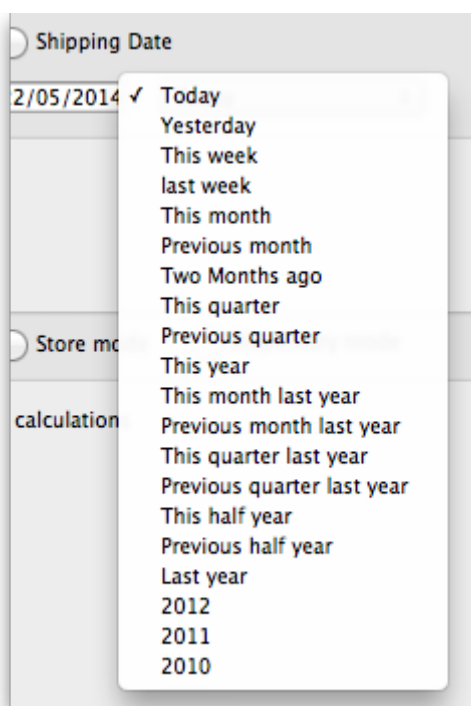 Shipping Date
2/05/2014 ✓ Today
Yesterday
This week
last week
This month
Previous month
Two Months ago
This quarter
Store mo
Previous quarter
This year
This month last year
calculation
Previous month last year
This quarter last year
Previous quarter last year
This half year
Previous half year
Last year
2012
2011
2010